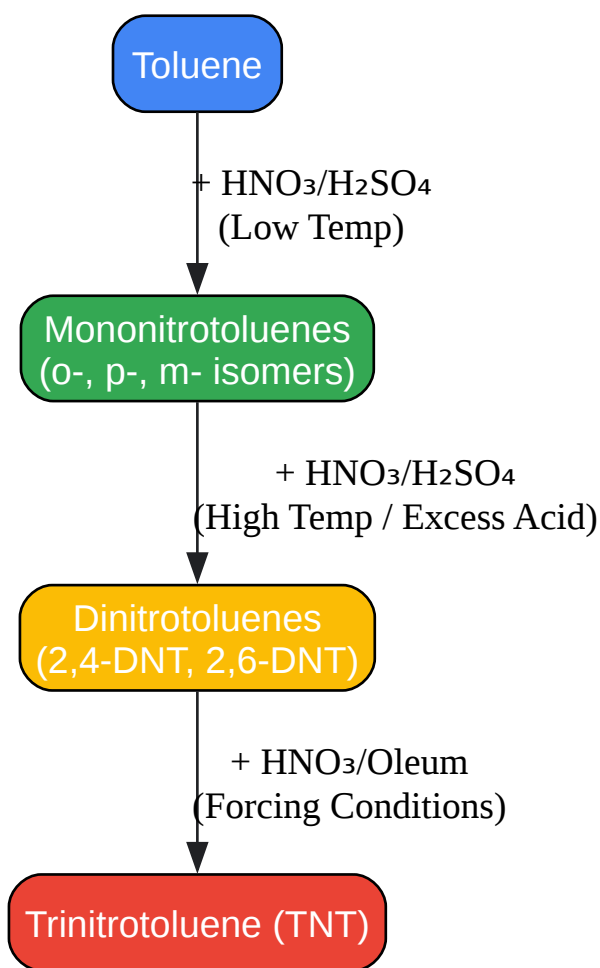 Toluene
+ HNO₃/H₂SO₄
(Low Temp)
Mononitrotoluenes
(o-, p-, m- isomers)
+ HNO₃/H₂SO₄
(High Temp / Excess Acid)
Dinitrotoluenes
(2,4-DNT, 2,6-DNT)
+ HNO₃/Oleum
(Forcing Conditions)
Trinitrotoluene (TNT)